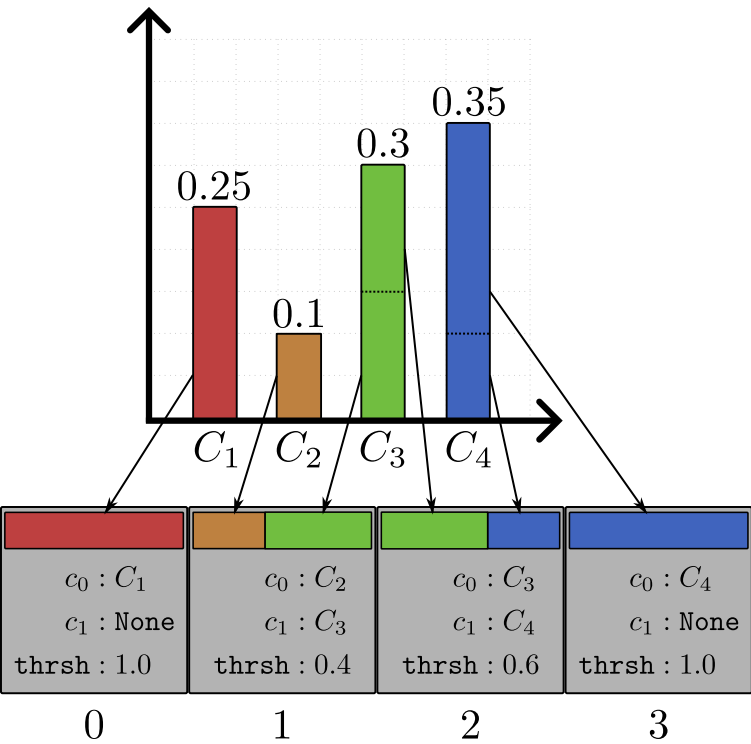 0.35
0.3
0.25
0.1
C₁ C₂ C₃ C₄
c₀ : C₁
c₁ : None
thrsh : 1.0
c₀ : C₂
c₁ : C₃
thrsh : 0.4
c₀ : C₃
c₁ : C₄
thrsh : 0.6
c₀ : C₄
c₁ : None
thrsh : 1.0
0 1 2 3